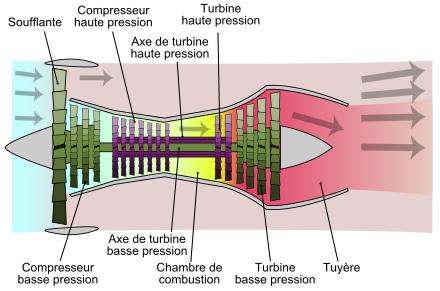 Soufflante
Compresseur
haute pression
Turbine
haute pression
Axe de turbine
haute pression
Axe de turbine
basse pression
Compresseur
basse pression
Chambre de
combustion
Turbine
basse pression
Tuyère